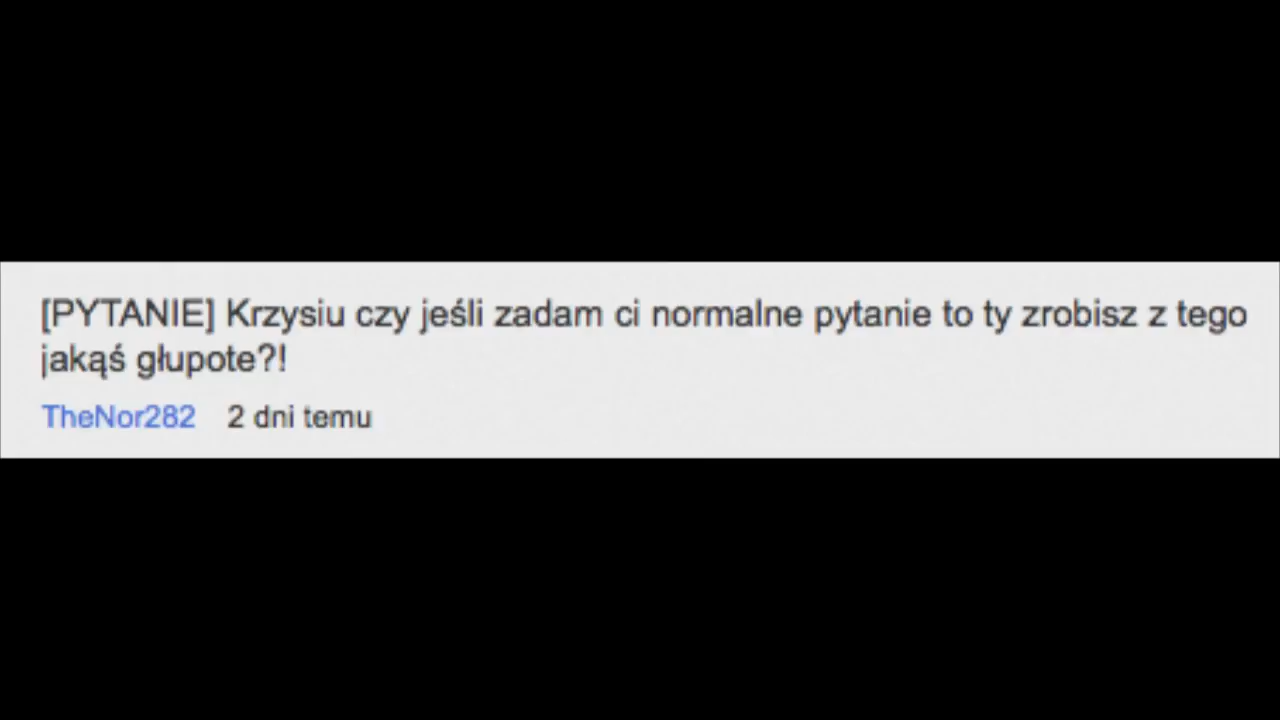 [PYTANIE] Krzysiu czy jeśli zadam ci normalne pytanie to ty zrobisz z tego
jakąś głupote?!
TheNor282 2 dni temu